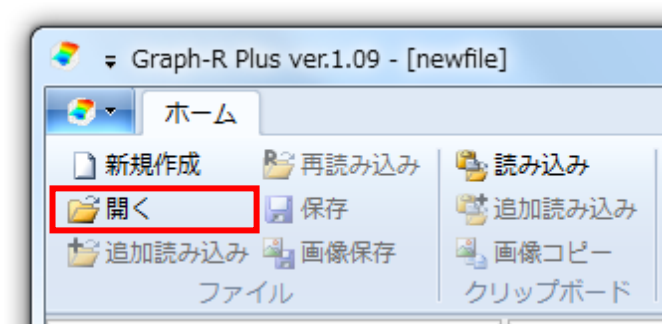 Graph-R Plus ver.1.09 - [newfile]
ホーム
新規作成 再読み込み 読み込み
開く 保存 追加読み込み
追加読み込み 画像保存 画像コピー
ファイル クリップボード